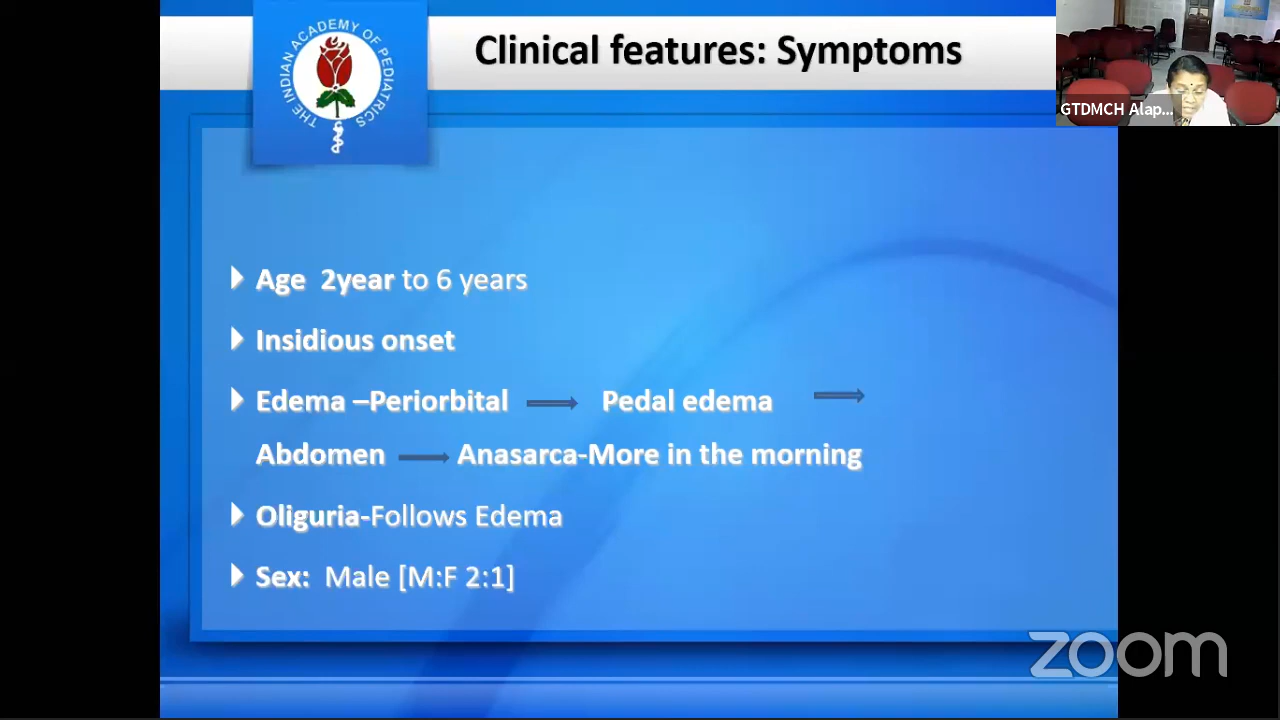 Clinical features: Symptoms
THE INDIAN ACADEMY OF PEDIATRICS
GTDMCH Alap...
Age 2year to 6 years
Insidious onset
Edema –Periorbital Pedal edema
Abdomen Anasarca-More in the morning
Oliguria-Follows Edema
Sex: Male [M:F 2:1]
zoom